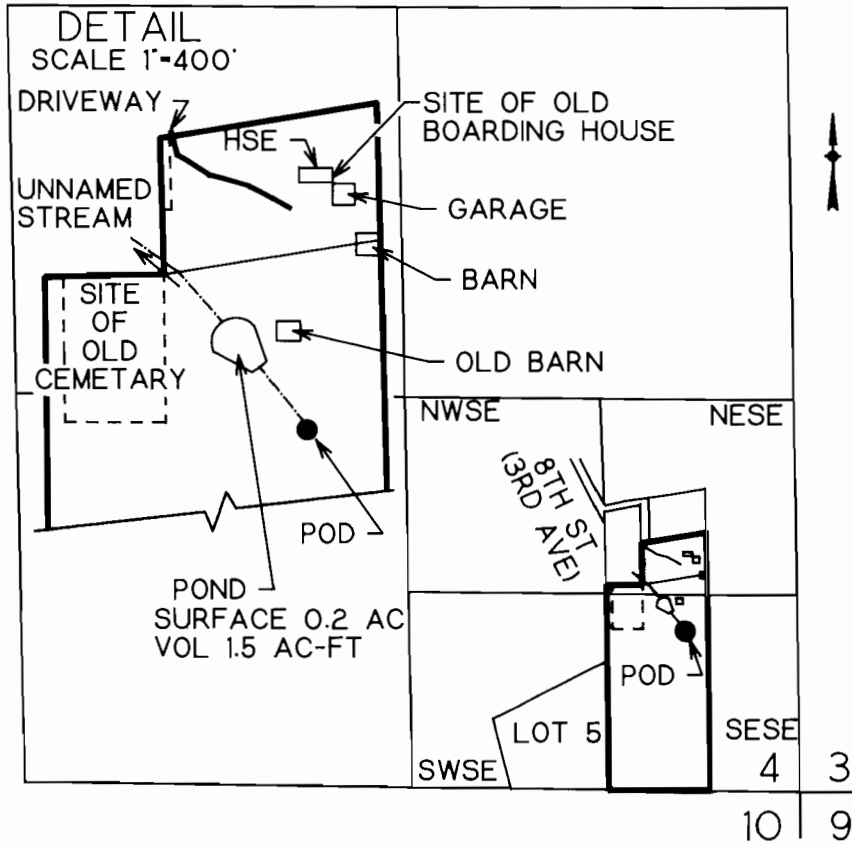 DETAIL
SCALE 1"=400'
DRIVEWAY
HSE
SITE OF OLD
BOARDING HOUSE
UNNAMED
STREAM
GARAGE
BARN
SITE
OF
OLD
CEMETARY
OLD BARN
NWSE
NESE
8TH ST
(3RD AVE)
POD
POND
SURFACE 0.2 AC
VOL 1.5 AC-FT
POD
LOT 5
SWSE
SESE
4 3
10 9